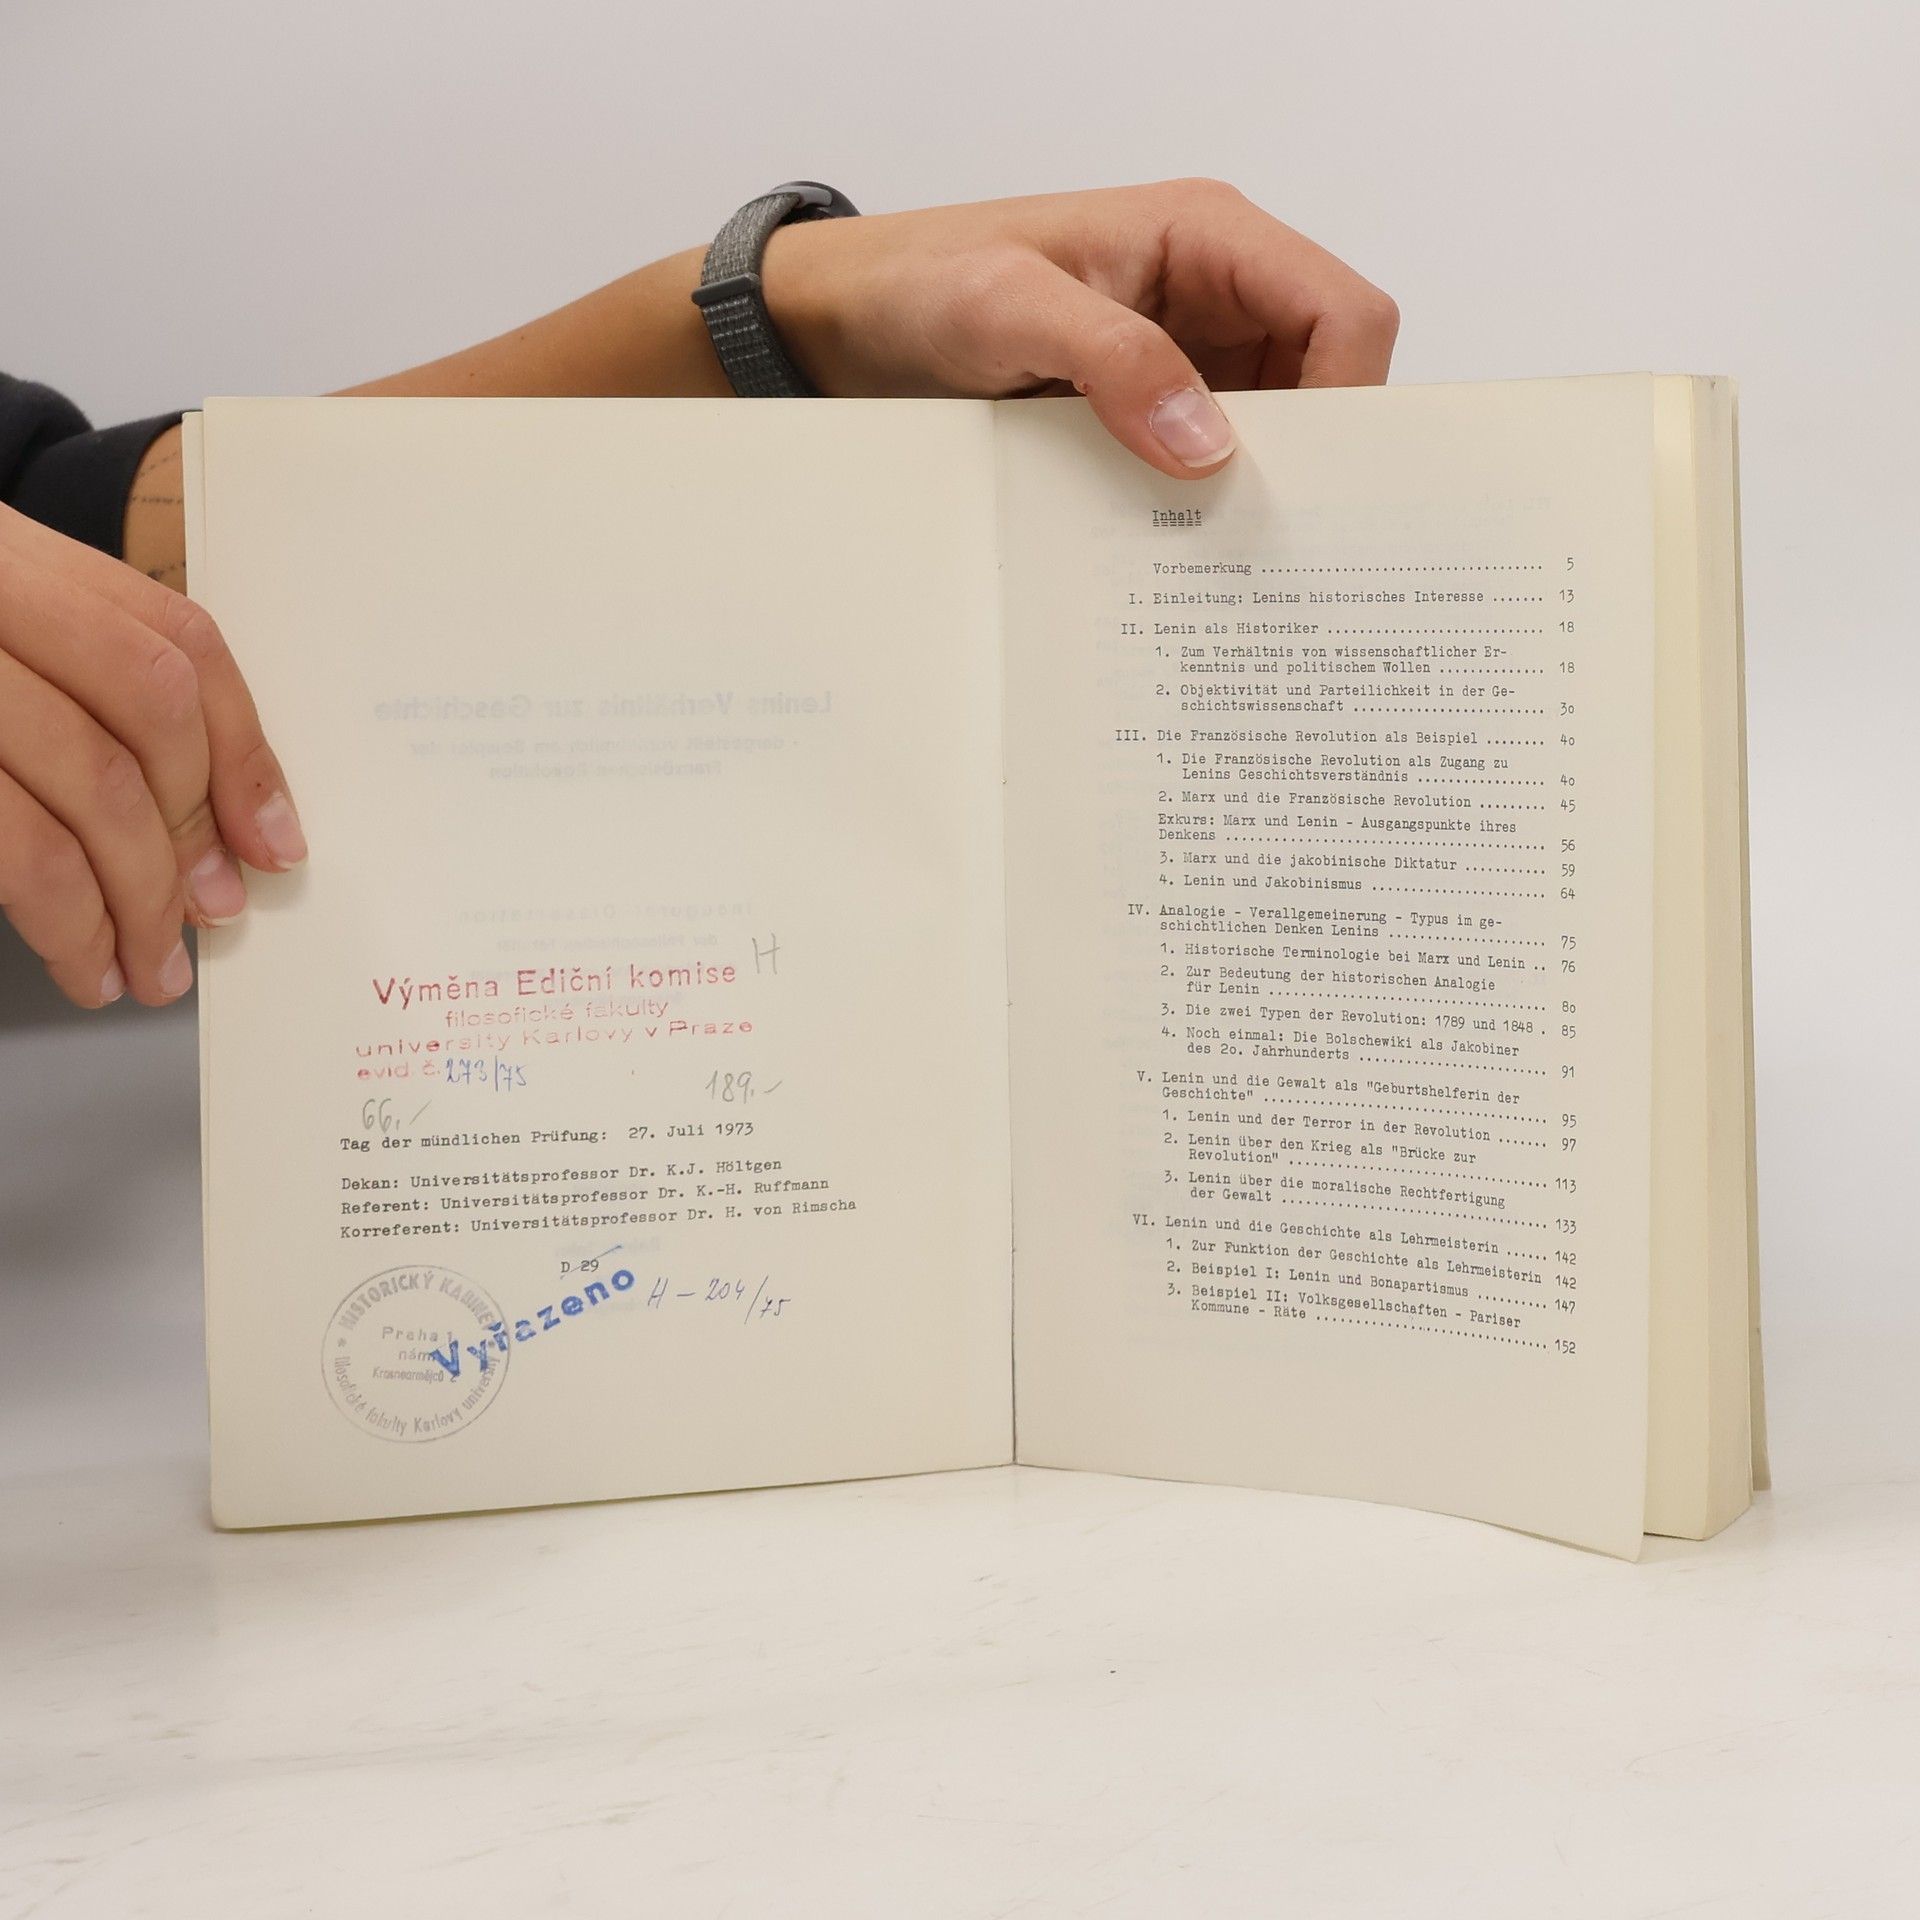 Výměna Ediční komise H
filosofické fakulty
university Karlovy v Praze
evid. č. 273/75
189,-
66,-
Tag der mündlichen Prüfung: 27. Juli 1973
Dekan: Universitätsprofessor Dr. K.J. Höltgen
Referent: Universitätsprofessor Dr. K.-H. Ruffmann
Korreferent: Universitätsprofessor Dr. H. von Rimscha
D 29
Vyřazeno
H - 204/75
HISTORICKÝ KABINET
Praha 1
nám.
Krasnoarmějců 2
filosofické fakulty Karlovy university
Inhalt
Vorbemerkung .................................. 5
I. Einleitung: Lenins historisches Interesse ....... 13
II. Lenin als Historiker .......................... 18
1. Zum Verhältnis von wissenschaftlicher Er-
kenntnis und politischem Wollen ............. 18
2. Objektivität und Parteilichkeit in der Ge-
schichtswissenschaft ....................... 3o
III. Die Französische Revolution als Beispiel ........ 4o
1. Die Französische Revolution als Zugang zu
Lenins Geschichtsverständnis ................ 4o
2. Marx und die Französische Revolution ......... 45
Exkurs: Marx und Lenin - Ausgangspunkte ihres
Denkens ....................................... 56
3. Marx und die jakobinische Diktatur .......... 59
4. Lenin und Jakobinismus ..................... 64
IV. Analogie - Verallgemeinerung - Typus im ge-
schichtlichen Denken Lenins ................... 75
1. Historische Terminologie bei Marx und Lenin .. 76
2. Zur Bedeutung der historischen Analogie
für Lenin .................................. 8o
3. Die zwei Typen der Revolution: 1789 und 1848 . 85
4. Noch einmal: Die Bolschewiki als Jakobiner
des 2o. Jahrhunderts ....................... 91
V. Lenin und die Gewalt als "Geburtshelferin der
Geschichte" ................................... 95
1. Lenin und der Terror in der Revolution ...... 97
2. Lenin über den Krieg als "Brücke zur
Revolution" ................................ 113
3. Lenin über die moralische Rechtfertigung
der Gewalt ................................. 133
VI. Lenin und die Geschichte als Lehrmeisterin ...... 142
1. Zur Funktion der Geschichte als Lehrmeisterin 142
2. Beispiel I: Lenin und Bonapartismus .......... 147
3. Beispiel II: Volksgesellschaften - Pariser
Kommune - Räte ............................. 152